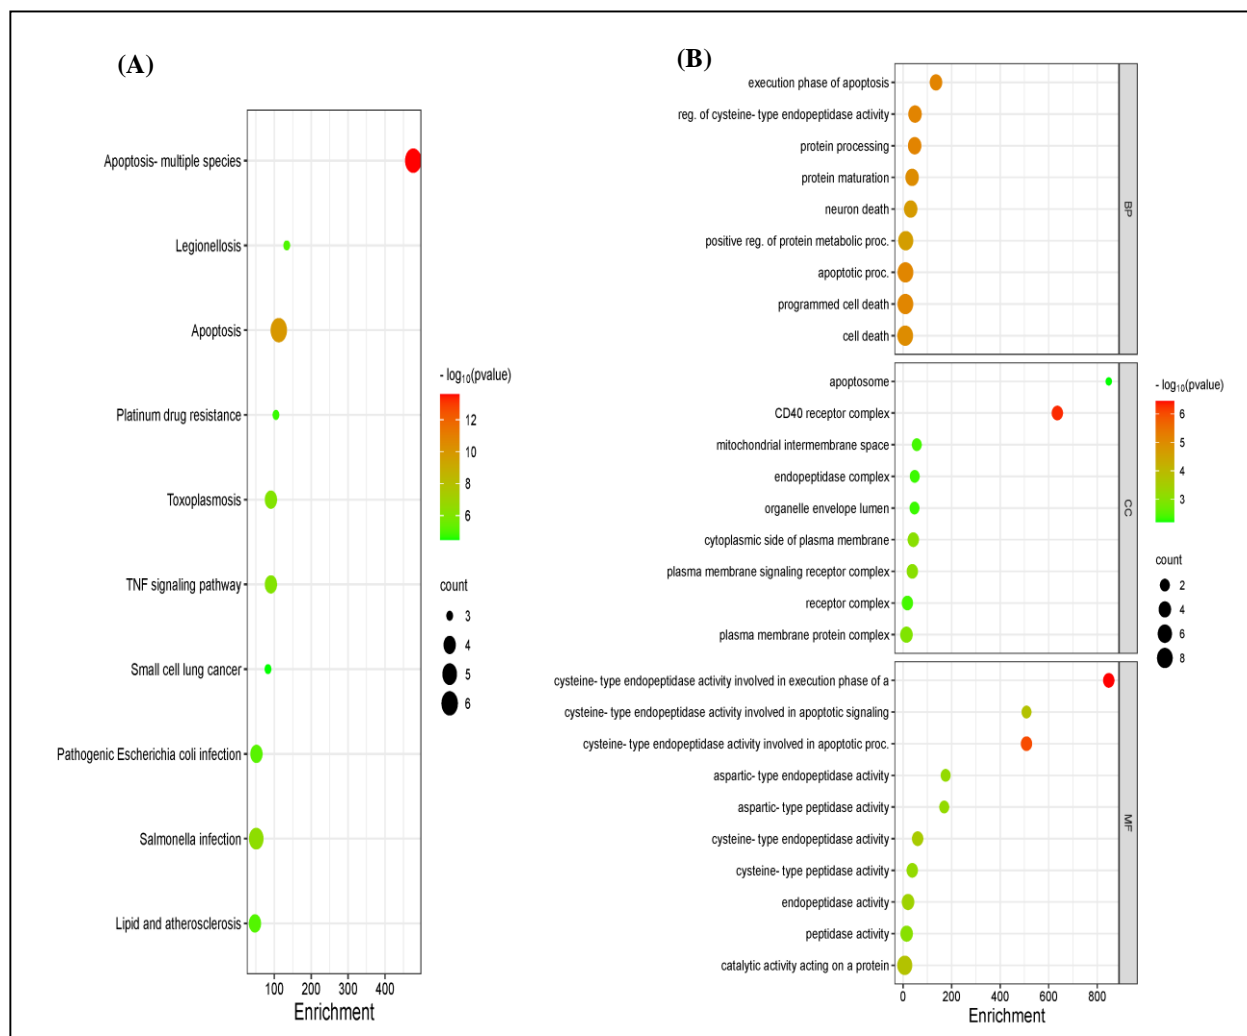 (A)
Apoptosis- multiple species
Legionellosis
Apoptosis
Platinum drug resistance
Toxoplasmosis
TNF signaling pathway
Small cell lung cancer
Pathogenic Escherichia coli infection
Salmonella infection
Lipid and atherosclerosis
100 200 300 400
Enrichment
- log10(pvalue)
12
10
8
6
count
3
4
5
6
(B)
execution phase of apoptosis
reg. of cysteine- type endopeptidase activity
protein processing
protein maturation
neuron death
positive reg. of protein metabolic proc.
apoptotic proc.
programmed cell death
cell death
BP
apoptosome
CD40 receptor complex
mitochondrial intermembrane space
endopeptidase complex
organelle envelope lumen
cytoplasmic side of plasma membrane
plasma membrane signaling receptor complex
receptor complex
plasma membrane protein complex
CC
cysteine- type endopeptidase activity involved in execution phase of a
cysteine- type endopeptidase activity involved in apoptotic signaling
cysteine- type endopeptidase activity involved in apoptotic proc.
aspartic- type endopeptidase activity
aspartic- type peptidase activity
cysteine- type endopeptidase activity
cysteine- type peptidase activity
endopeptidase activity
peptidase activity
catalytic activity acting on a protein
MF
0 200 400 600 800
Enrichment
- log10(pvalue)
6
5
4
3
count
2
4
6
8